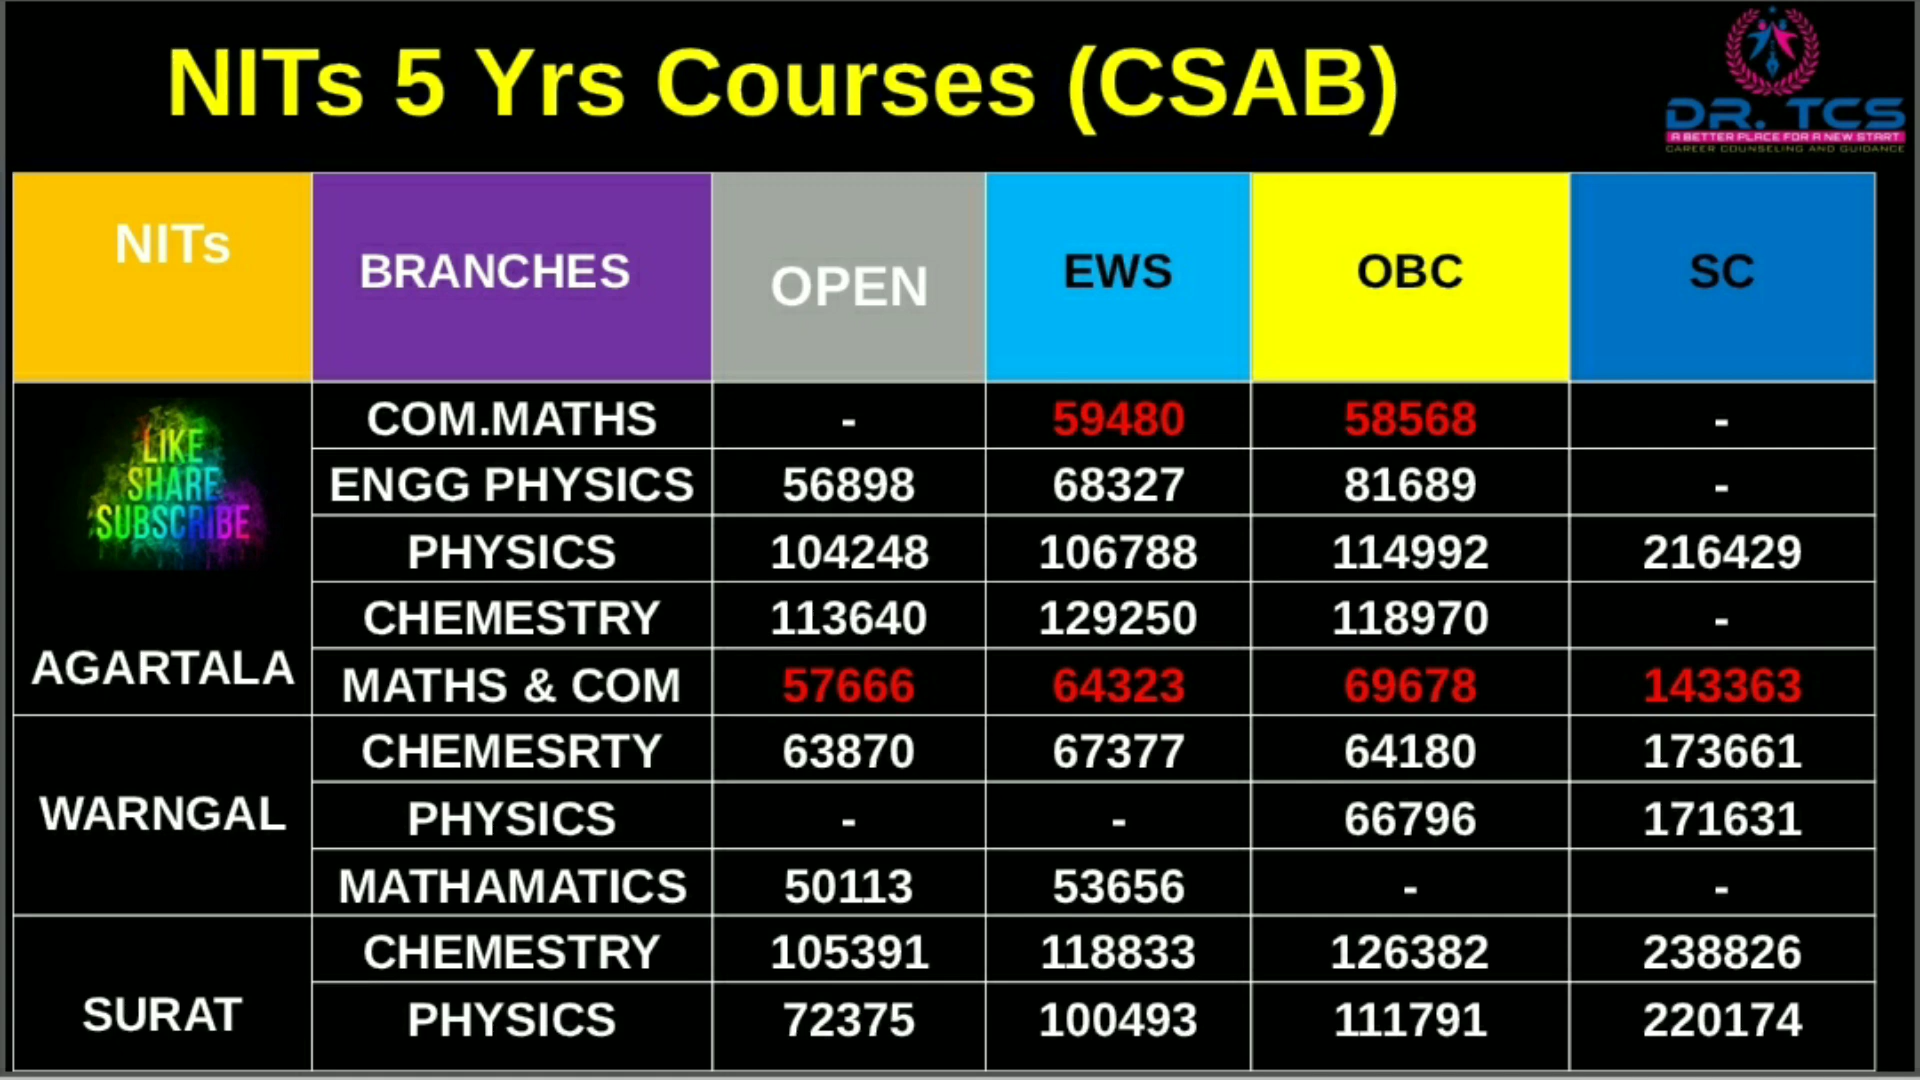 NITs 5 Yrs Courses (CSAB)
DR. TCS
A BETTER PLACE FOR A NEW START
CAREER COUNSELING AND GUIDANCE
NITs BRANCHES OPEN EWS OBC SC
LIKE
SHARE
SUBSCRIBE
AGARTALA
COM.MATHS - 59480 58568 -
ENGG PHYSICS 56898 68327 81689 -
PHYSICS 104248 106788 114992 216429
CHEMESTRY 113640 129250 118970 -
MATHS & COM 57666 64323 69678 143363
WARNGAL
CHEMESRTY 63870 67377 64180 173661
PHYSICS - - 66796 171631
MATHAMATICS 50113 53656 - -
SURAT
CHEMESTRY 105391 118833 126382 238826
PHYSICS 72375 100493 111791 220174